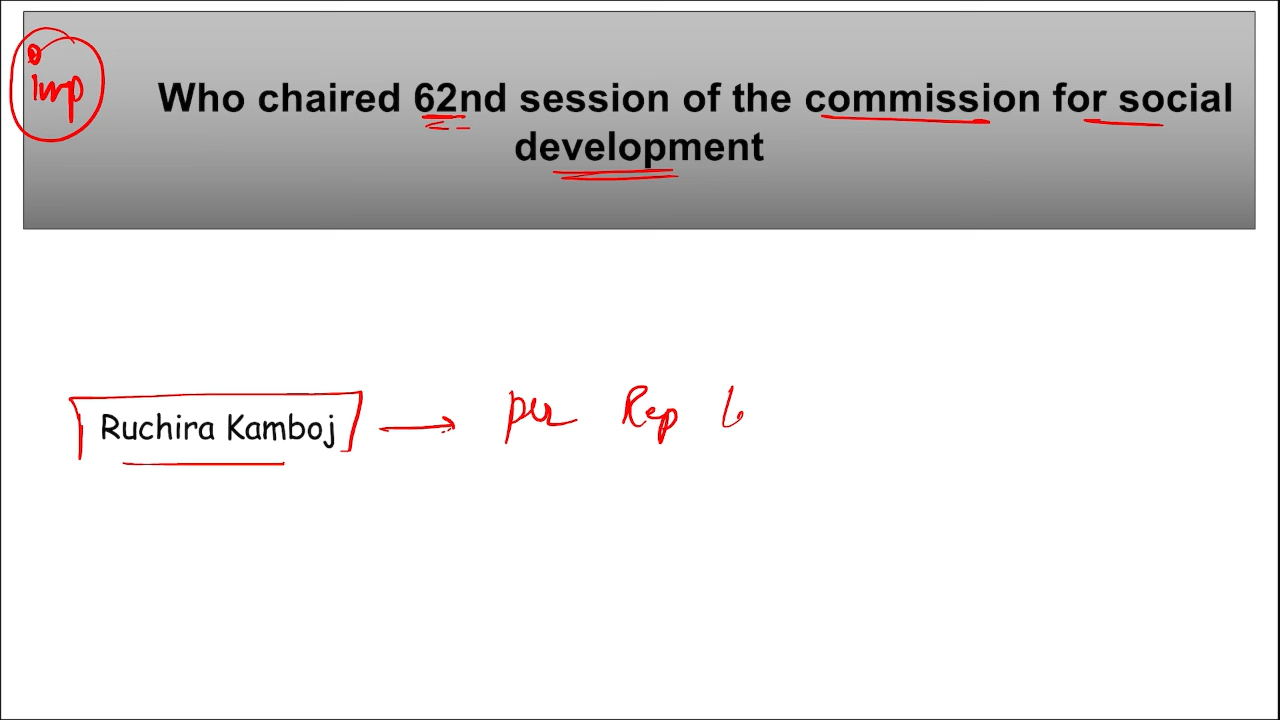 imp
Who chaired 62nd session of the commission for social
development
Ruchira Kamboj → per Rep